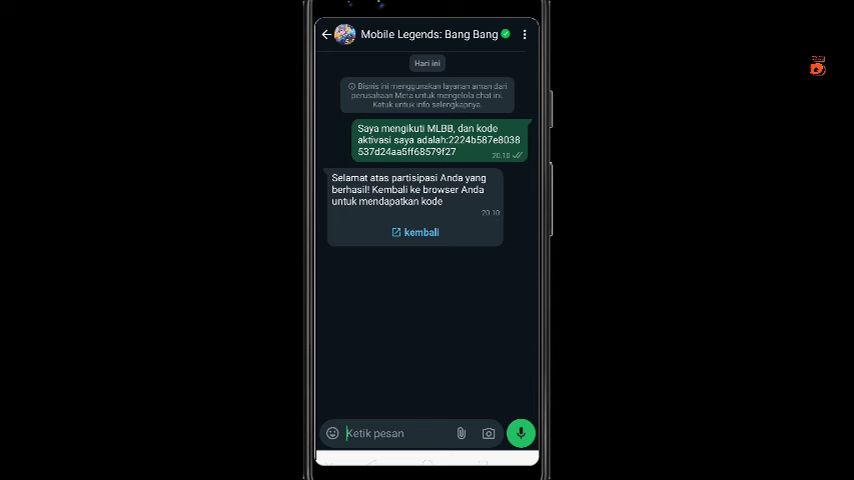 Mobile Legends: Bang Bang
Hari ini
Bisnis ini menggunakan layanan aman dari
perusahaan Meta untuk mengelola chat ini.
Ketuk untuk info selengkapnya.
Saya mengikuti MLBB, dan kode
aktivasi saya adalah:2224b587e8038
537d24aa5ff68579f27
20.10
Selamat atas partisipasi Anda yang
berhasil! Kembali ke browser Anda
untuk mendapatkan kode
20.10
kembali
Ketik pesan